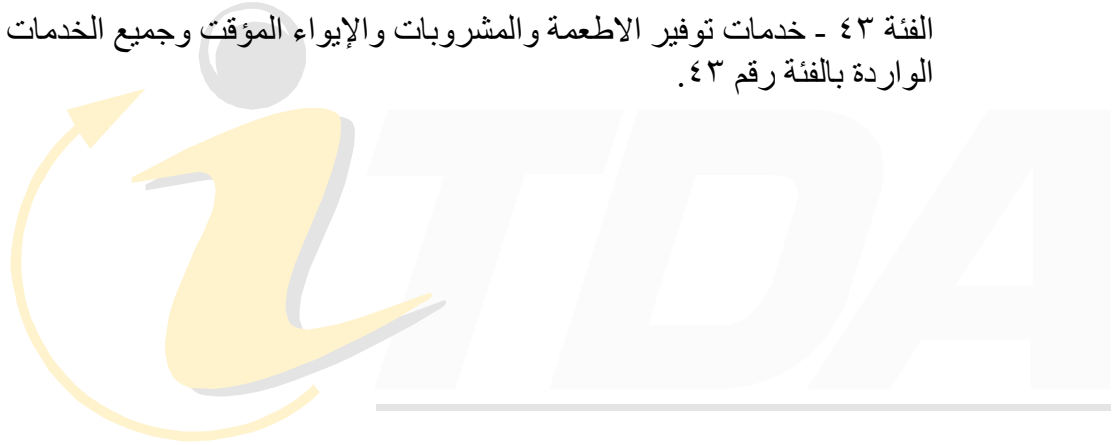 الفئة ٤٣ - خدمات توفير الاطعمة والمشروبات والإيواء المؤقت وجميع الخدمات
الواردة بالفئة رقم ٤٣.
iTDA